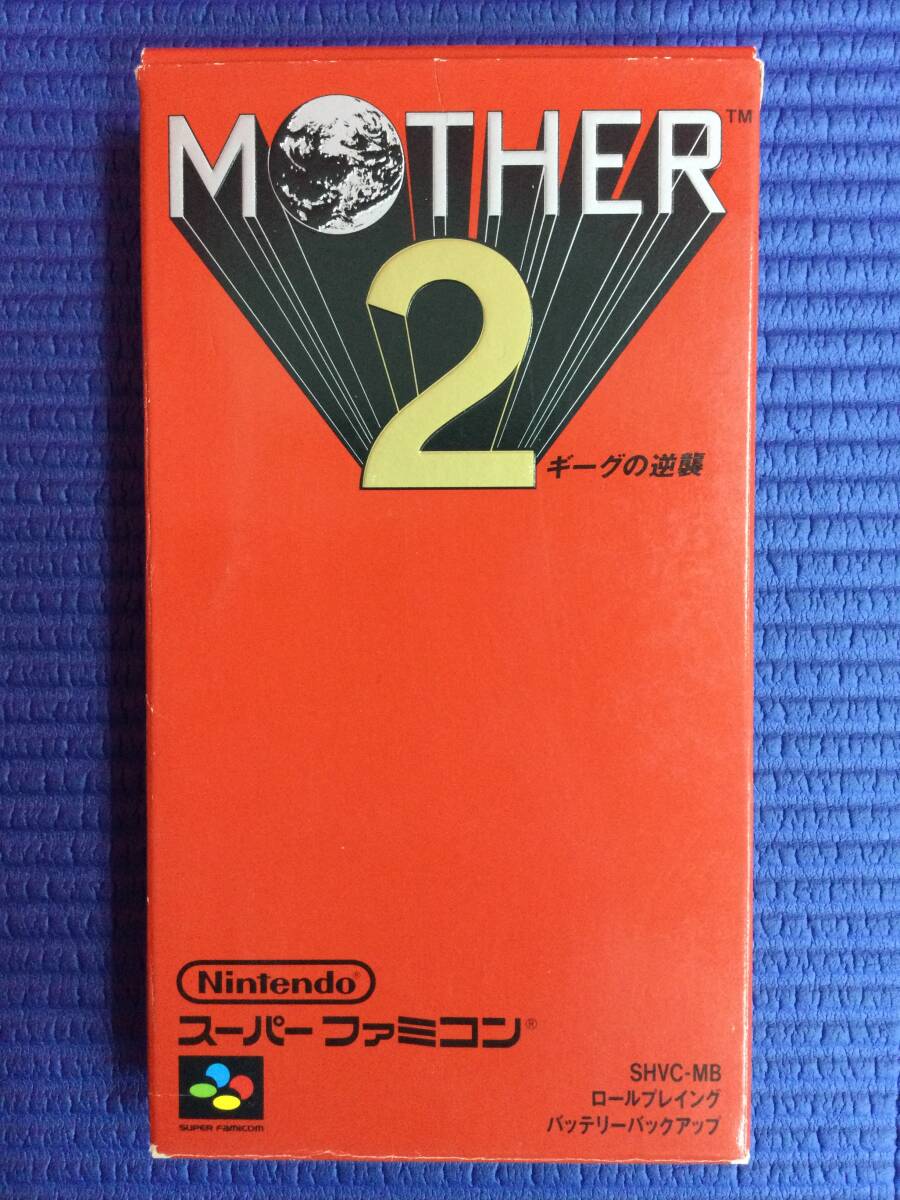 MOTHER™
2
ギーグの逆襲
Nintendo®
スーパーファミコン®
SUPER FAMICOM
SHVC-MB
ロールプレイング
バッテリーバックアップ